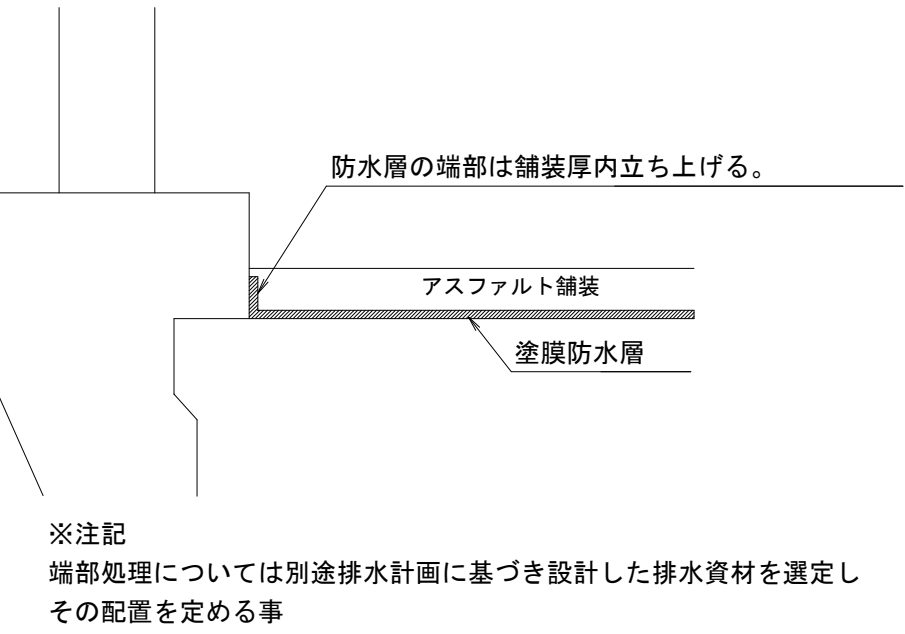 防水層の端部は舗装厚内立ち上げる。
アスファルト舗装
塗膜防水層
※注記
端部処理については別途排水計画に基づき設計した排水資材を選定し
その配置を定める事